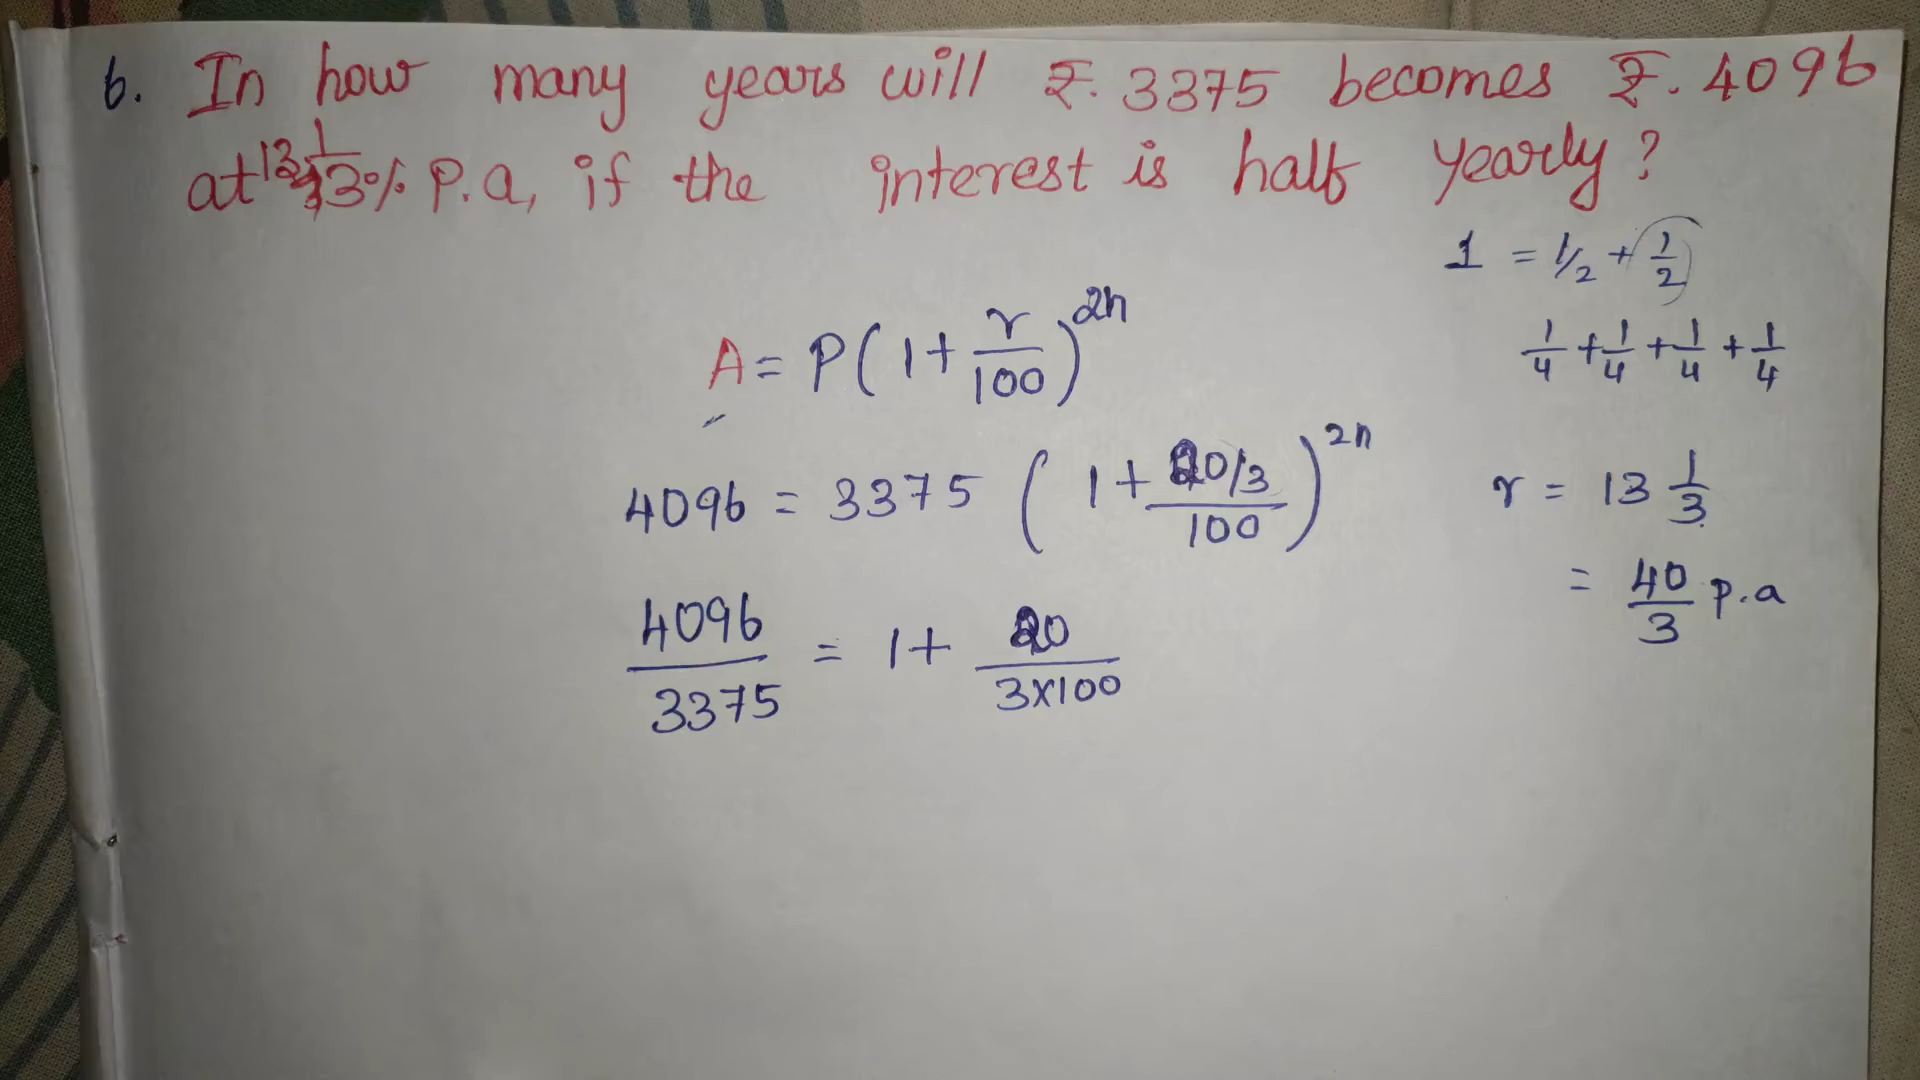 6. In how many years will ₹. 3375 becomes ₹. 4096
at 13 1/3% P.a, if the interest is half yearly?
1 = 1/2 + 1/2
1/4 + 1/4 + 1/4 + 1/4
A = P(1 + r/100)^2n
4096 = 3375 (1 + 20/3/100)^2n
r = 13 1/3
= 40/3 p.a
4096/3375 = 1 + 20/3×100